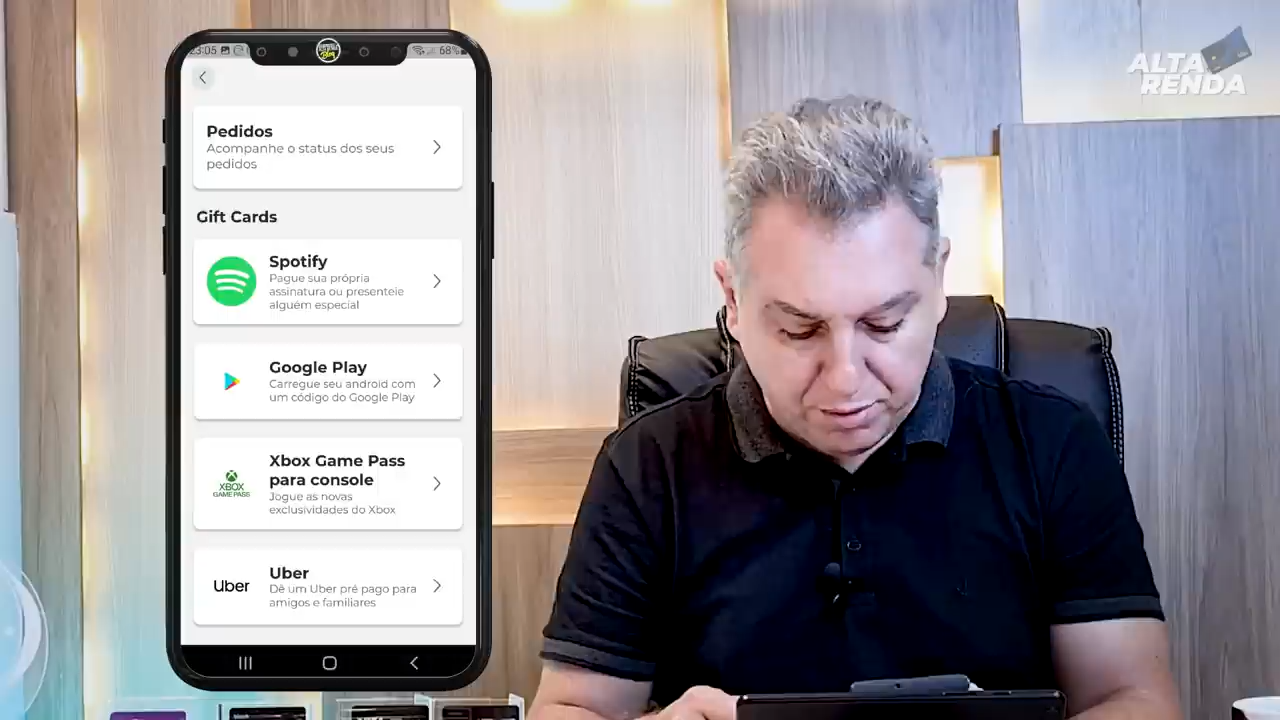 23:05
68%
ALTA
RENDA
Pedidos
Acompanhe o status dos seus
pedidos
Gift Cards
Spotify
Pague sua própria
assinatura ou presenteie
alguém especial
Google Play
Carregue seu android com
um código do Google Play
XBOX
GAME PASS
Xbox Game Pass
para console
Jogue as novas
exclusividades do Xbox
Uber
Uber
Dê um Uber pré pago para
amigos e familiares